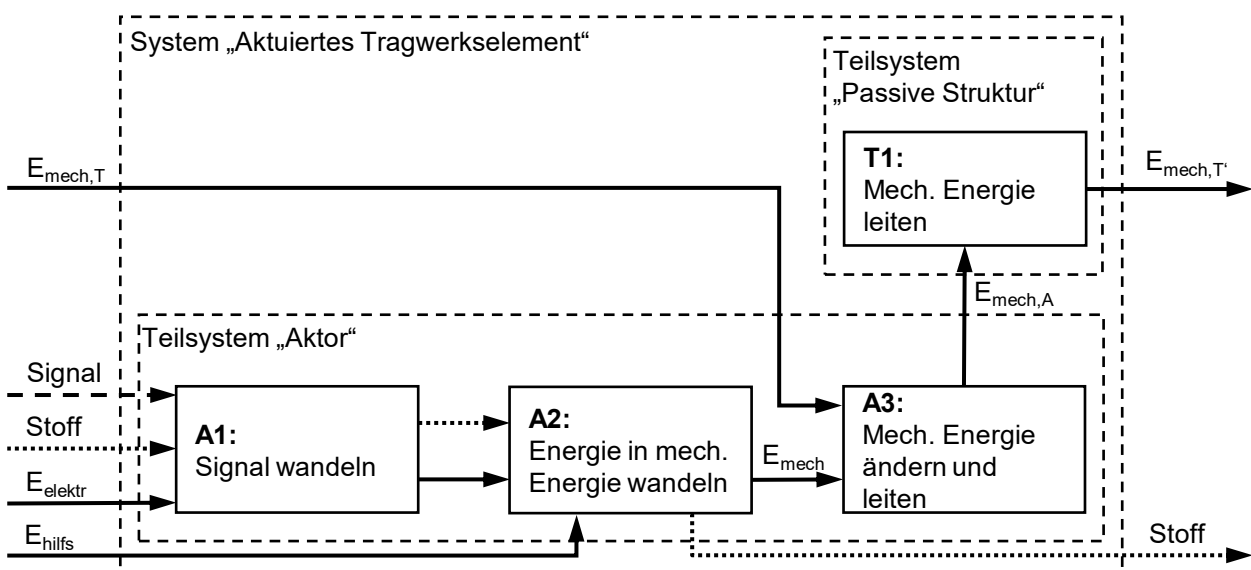 System „Aktuiertes Tragwerkselement“
Teilsystem
„Passive Struktur“
T1:
Mech. Energie
leiten
E_mech,T
E_mech,T‘
E_mech,A
Teilsystem „Aktor“
Signal
Stoff
E_elektr
E_hilfs
A1:
Signal wandeln
A2:
Energie in mech.
Energie wandeln
E_mech
A3:
Mech. Energie
ändern und
leiten
Stoff